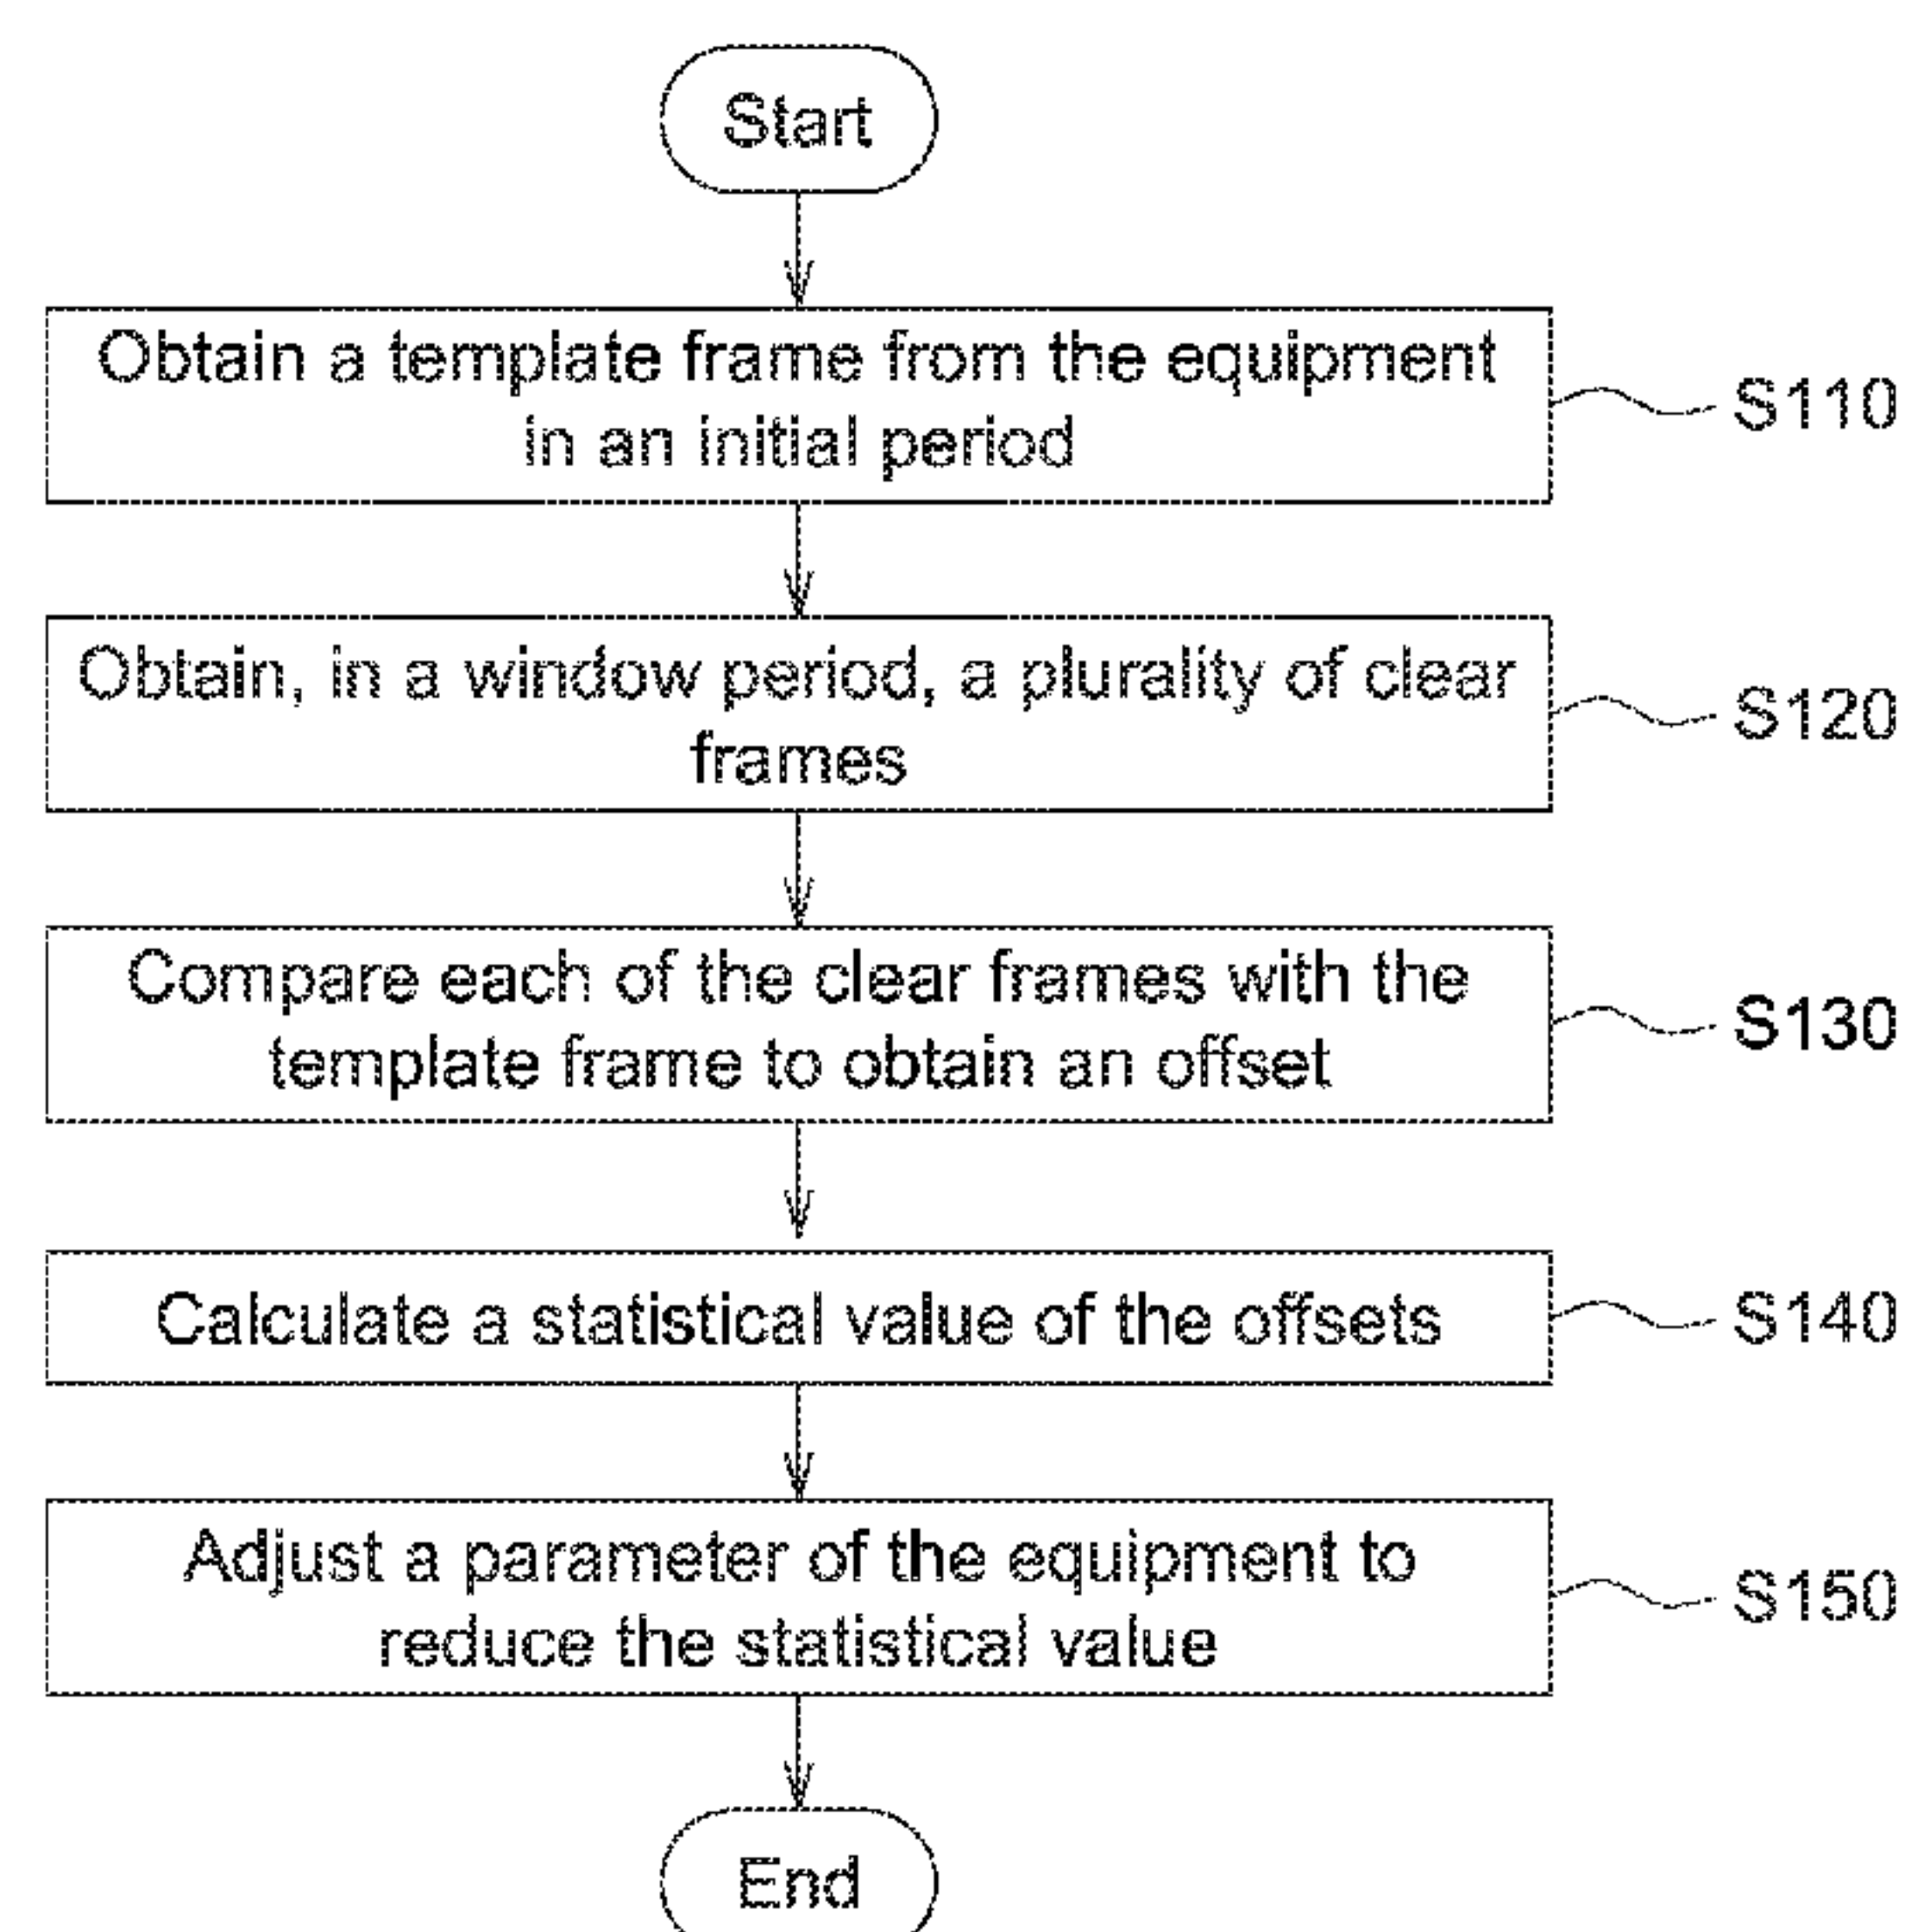 Start
Obtain a template frame from the equipment
in an initial period
S110
Obtain, in a window period, a plurality of clear
frames
S120
Compare each of the clear frames with the
template frame to obtain an offset
S130
Calculate a statistical value of the offsets
S140
Adjust a parameter of the equipment to
reduce the statistical value
S150
End